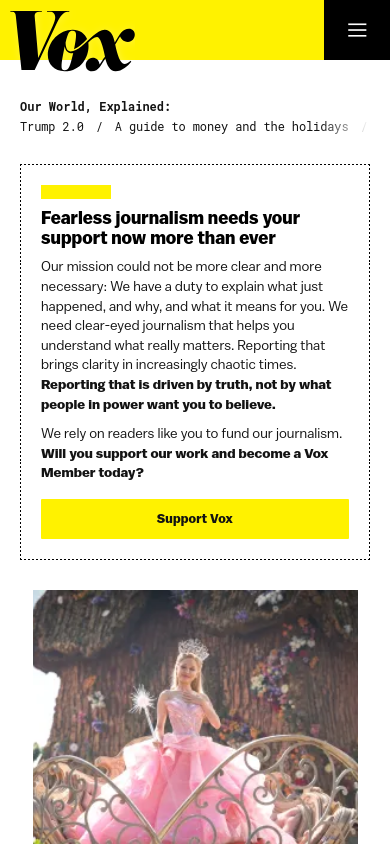 Vox
Our World, Explained:
Trump 2.0 / A guide to money and the holidays /
Fearless journalism needs your
support now more than ever
Our mission could not be more clear and more
necessary: We have a duty to explain what just
happened, and why, and what it means for you. We
need clear-eyed journalism that helps you
understand what really matters. Reporting that
brings clarity in increasingly chaotic times.
Reporting that is driven by truth, not by what
people in power want you to believe.
We rely on readers like you to fund our journalism.
Will you support our work and become a Vox
Member today?
Support Vox